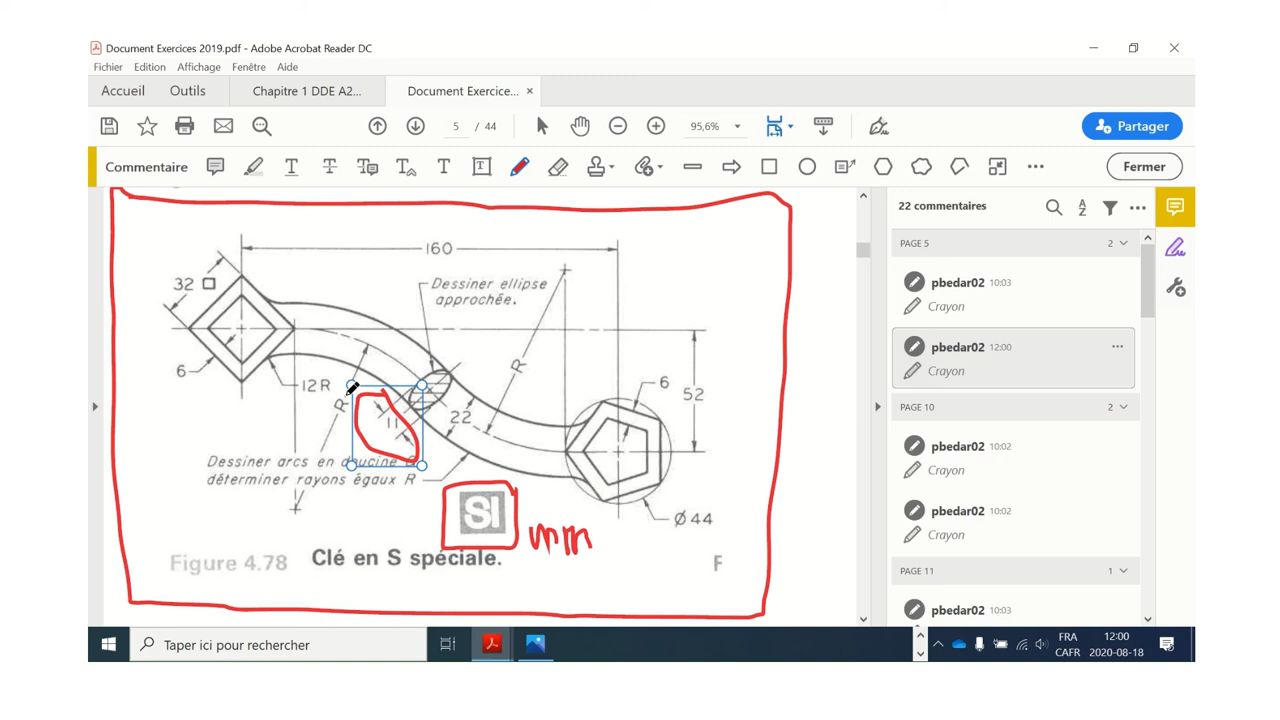 Document Exercices 2019.pdf - Adobe Acrobat Reader DC
Fichier Edition Affichage Fenêtre Aide
Accueil Outils Chapitre 1 DDE A2... Document Exercice... ×
5 / 44 95,6% Partager
Commentaire Fermer
22 commentaires
PAGE 5 2
pbedar02 10:03
Crayon
pbedar02 12:00
Crayon
PAGE 10 2
pbedar02 10:02
Crayon
pbedar02 10:02
Crayon
PAGE 11 1
pbedar02 10:03
160
32
Dessiner ellipse
approchée.
R
6
12 R
R
11
22
6
52
Dessiner arcs en doucine &
déterminer rayons égaux R
SI
mm
Ø 44
Figure 4.78 Clé en S spéciale. F
Taper ici pour rechercher
FRA
CAFR
12:00
2020-08-18